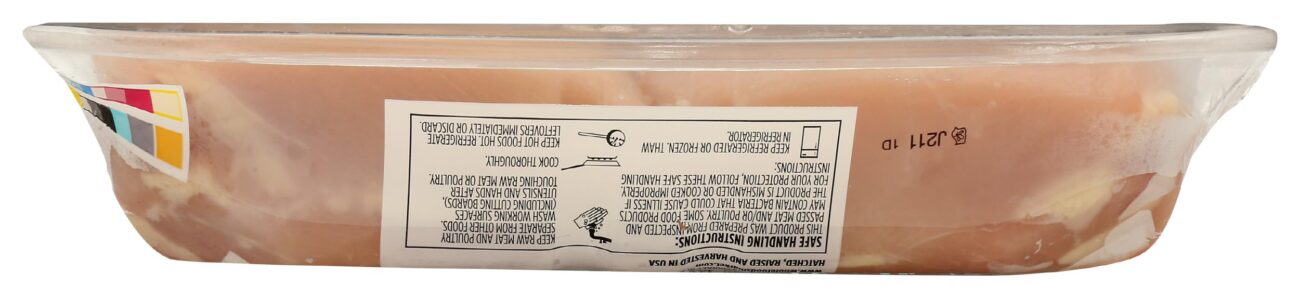 www.wholefoodsmarket.com
HATCHED, RAISED AND HARVESTED IN USA
SAFE HANDLING INSTRUCTIONS:
THIS PRODUCT WAS PREPARED FROM INSPECTED AND
PASSED MEAT AND/OR POULTRY. SOME FOOD PRODUCTS
MAY CONTAIN BACTERIA THAT COULD CAUSE ILLNESS IF
THE PRODUCT IS MISHANDLED OR COOKED IMPROPERLY.
FOR YOUR PROTECTION, FOLLOW THESE SAFE HANDLING
INSTRUCTIONS:
KEEP REFRIGERATED OR FROZEN. THAW
IN REFRIGERATOR.
KEEP RAW MEAT AND POULTRY
SEPARATE FROM OTHER FOODS.
WASH WORKING SURFACES
(INCLUDING CUTTING BOARDS),
UTENSILS AND HANDS AFTER
TOUCHING RAW MEAT OR POULTRY.
COOK THOROUGHLY.
KEEP HOT FOODS HOT. REFRIGERATE
LEFTOVERS IMMEDIATELY OR DISCARD.
J211 1D